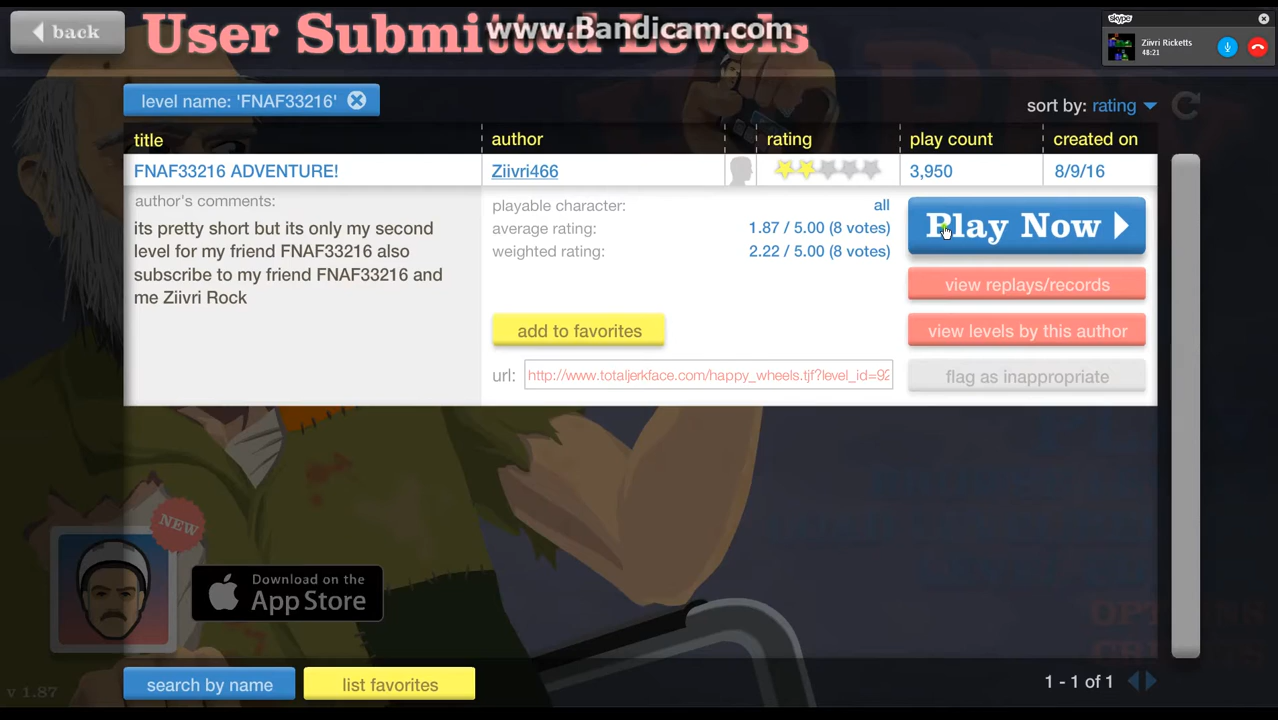 back
User Submitted Levels
www.Bandicam.com
skype
Ziivri Ricketts
48:21
level name: 'FNAF33216'
sort by: rating
title author rating play count created on
FNAF33216 ADVENTURE! Ziivri466 3,950 8/9/16
author's comments:
its pretty short but its only my second
level for my friend FNAF33216 also
subscribe to my friend FNAF33216 and
me Ziivri Rock
playable character: all
average rating: 1.87 / 5.00 (8 votes)
weighted rating: 2.22 / 5.00 (8 votes)
add to favorites
url: http://www.totaljerkface.com/happy_wheels.tjf?level_id=92
Play Now
view replays/records
view levels by this author
flag as inappropriate
NEW
Download on the
App Store
OPTIONS
CREDITS
search by name
list favorites
1 - 1 of 1
v 1.87